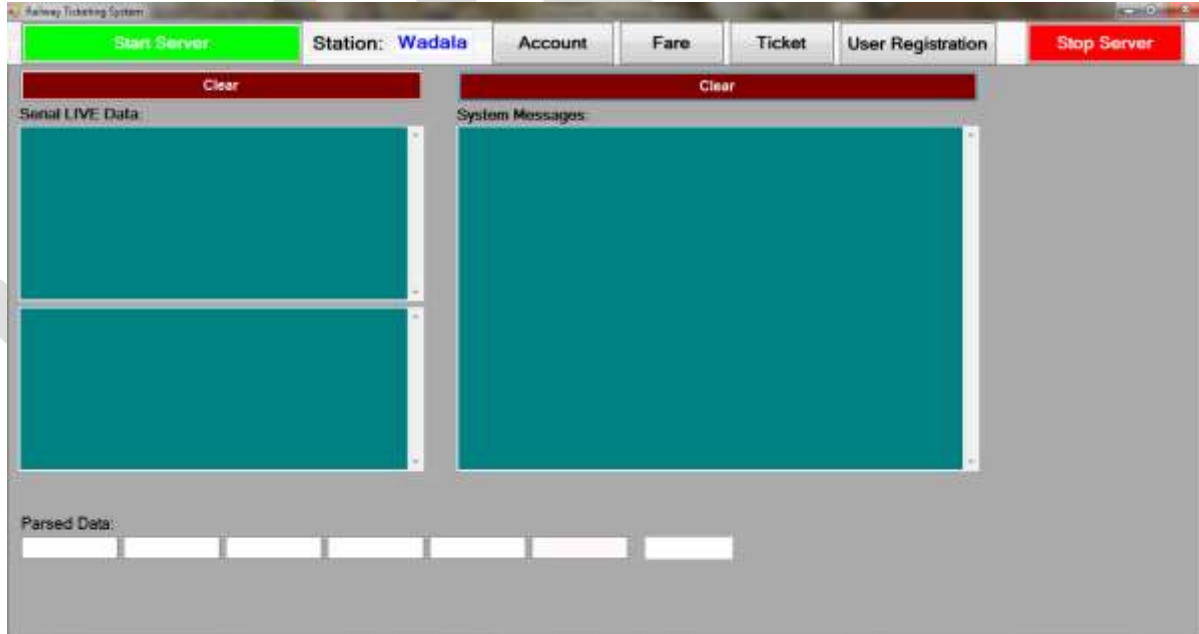 Railway Ticketing System
Start Server Station: Wadala Account Fare Ticket User Registration Stop Server
Clear Clear
Serial LIVE Data: System Messages:
Parsed Data: